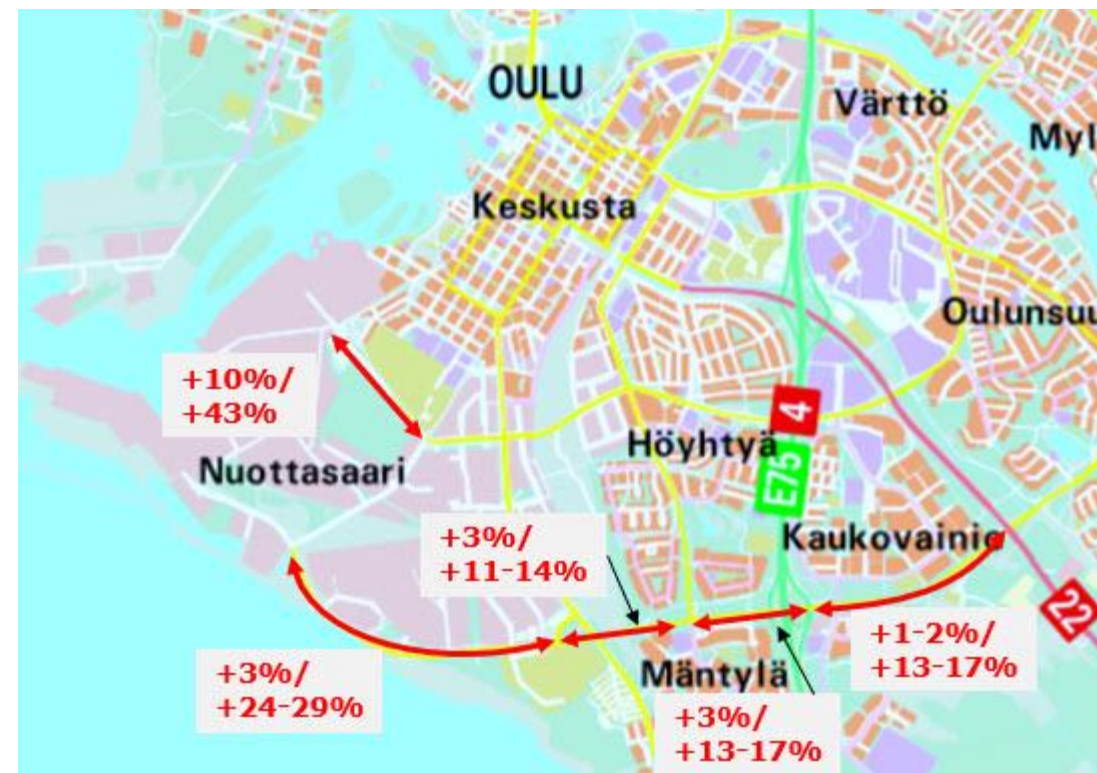 OULU
Värttö
Myl
Keskusta
Oulunsuu
+10%/
+43%
4
Höyhtyä
E75
Nuottasaari
+3%/
+11-14%
Kaukovainio
22
+1-2%/
+13-17%
Mäntylä
+3%/
+24-29%
+3%/
+13-17%